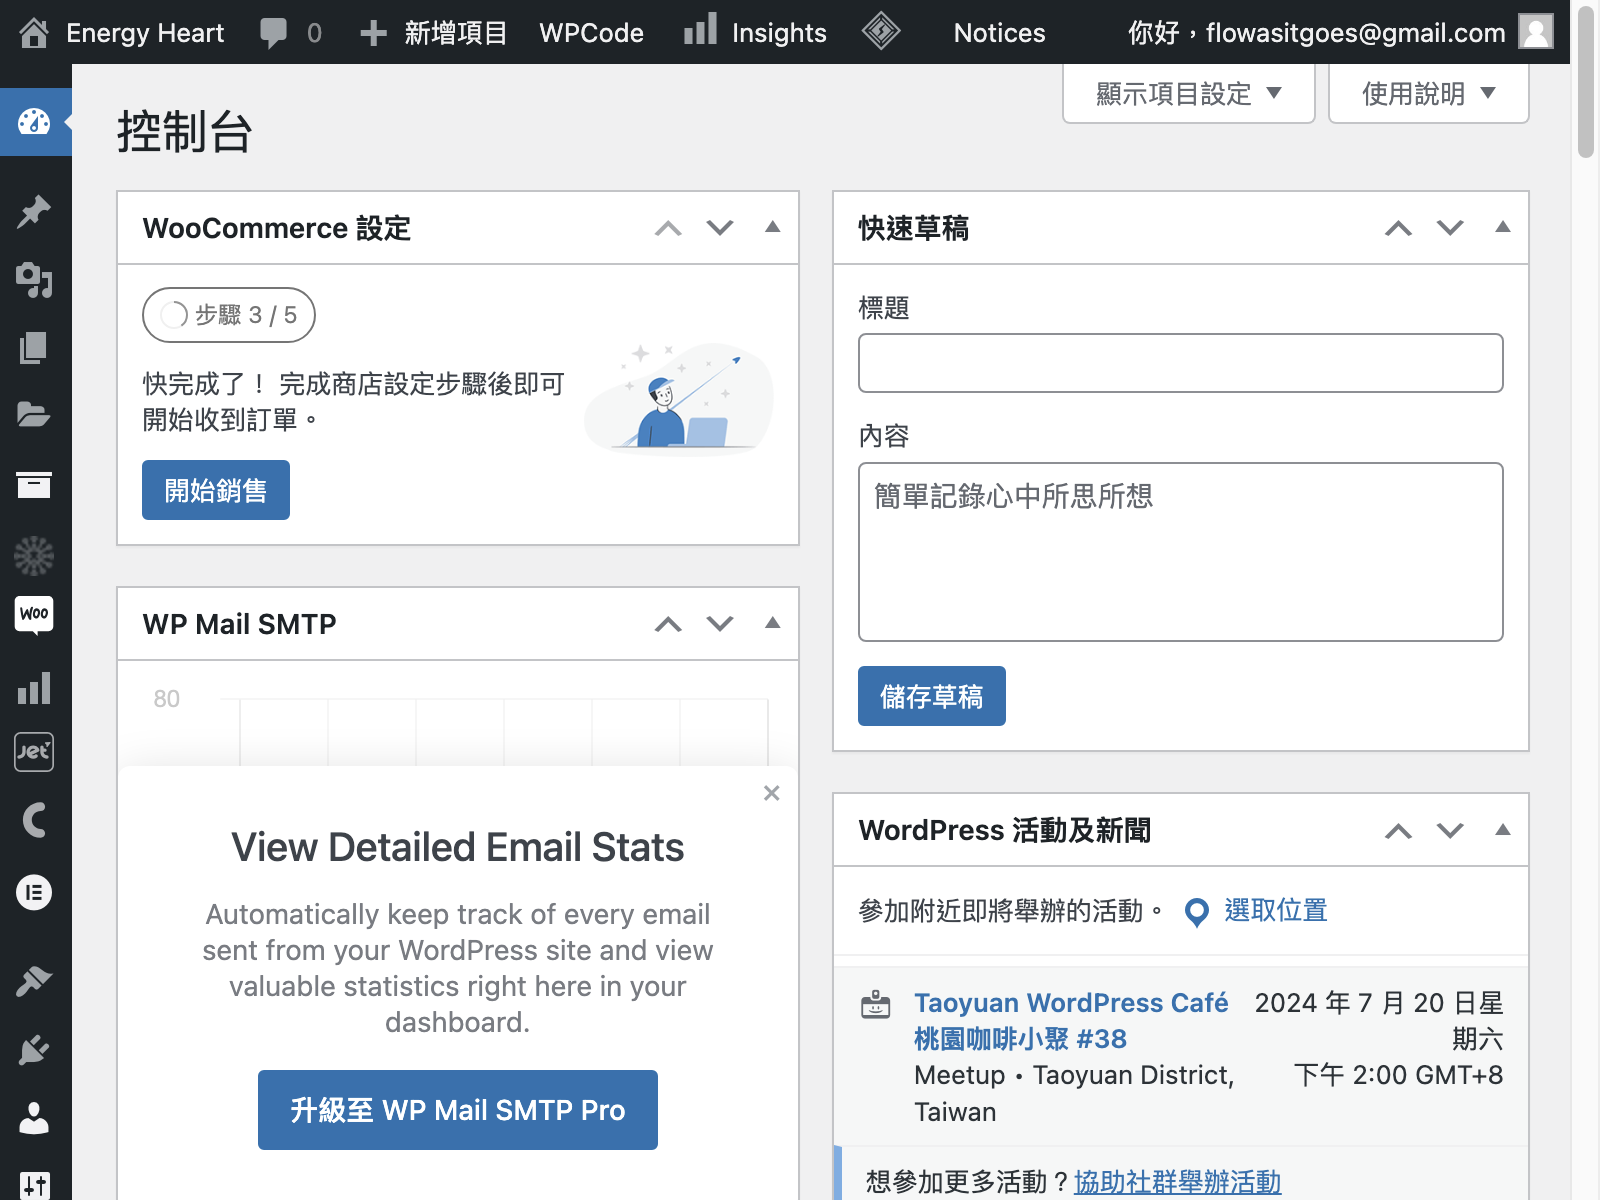 Energy Heart
0
新增項目
WPCode
Insights
Notices
你好，flowasitgoes@gmail.com
顯示項目設定
使用說明
控制台
WooCommerce 設定
步驟 3 / 5
快完成了！ 完成商店設定步驟後即可
開始收到訂單。
開始銷售
WP Mail SMTP
80
View Detailed Email Stats
Automatically keep track of every email
sent from your WordPress site and view
valuable statistics right here in your
dashboard.
升級至 WP Mail SMTP Pro
快速草稿
標題
內容
簡單記錄心中所思所想
儲存草稿
WordPress 活動及新聞
參加附近即將舉辦的活動。
選取位置
Taoyuan WordPress Café
桃園咖啡小聚 #38
Meetup • Taoyuan District,
Taiwan
2024 年 7 月 20 日星
期六
下午 2:00 GMT+8
想參加更多活動？協助社群舉辦活動
Woo
Jet